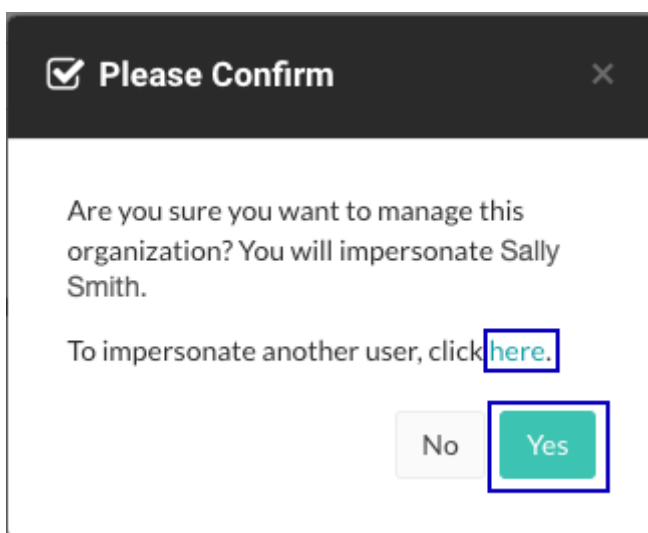 Please Confirm
Are you sure you want to manage this
organization? You will impersonate Sally
Smith.
To impersonate another user, click here.
No
Yes